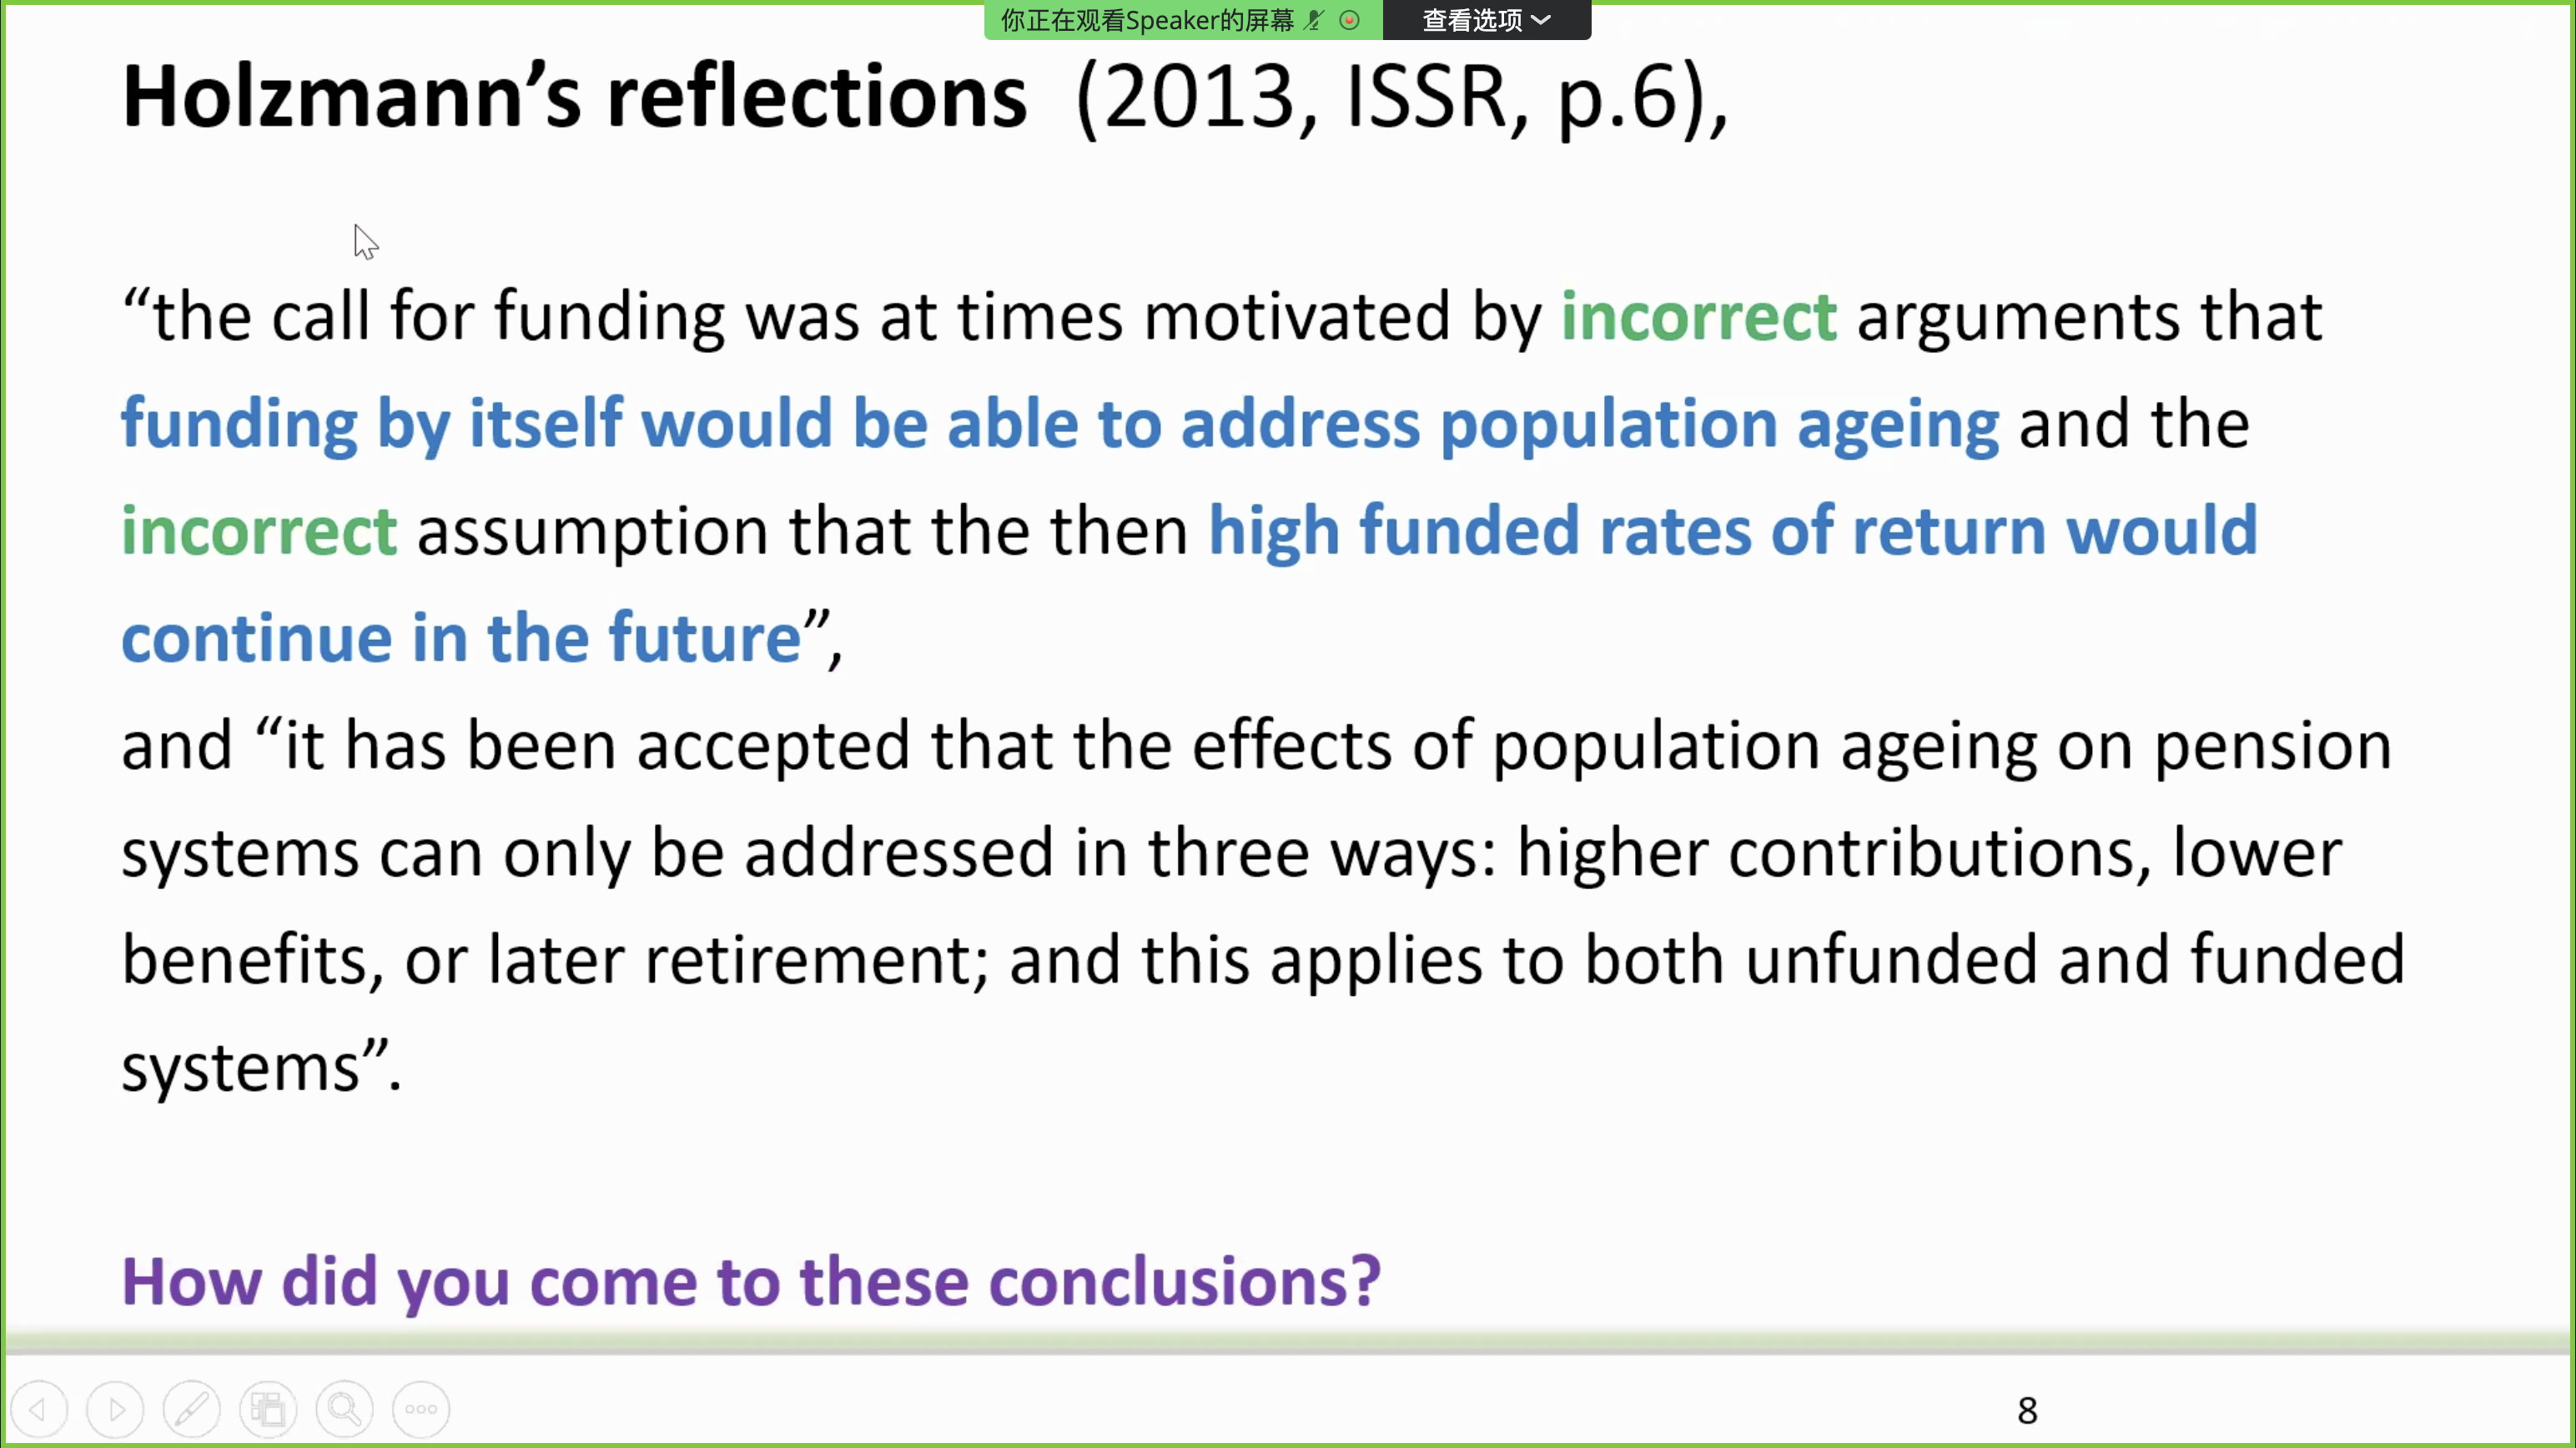 你正在观看Speaker的屏幕
查看选项
Holzmann’s reflections (2013, ISSR, p.6),
“the call for funding was at times motivated by incorrect arguments that
funding by itself would be able to address population ageing and the
incorrect assumption that the then high funded rates of return would
continue in the future”,
and “it has been accepted that the effects of population ageing on pension
systems can only be addressed in three ways: higher contributions, lower
benefits, or later retirement; and this applies to both unfunded and funded
systems”.
How did you come to these conclusions?
8